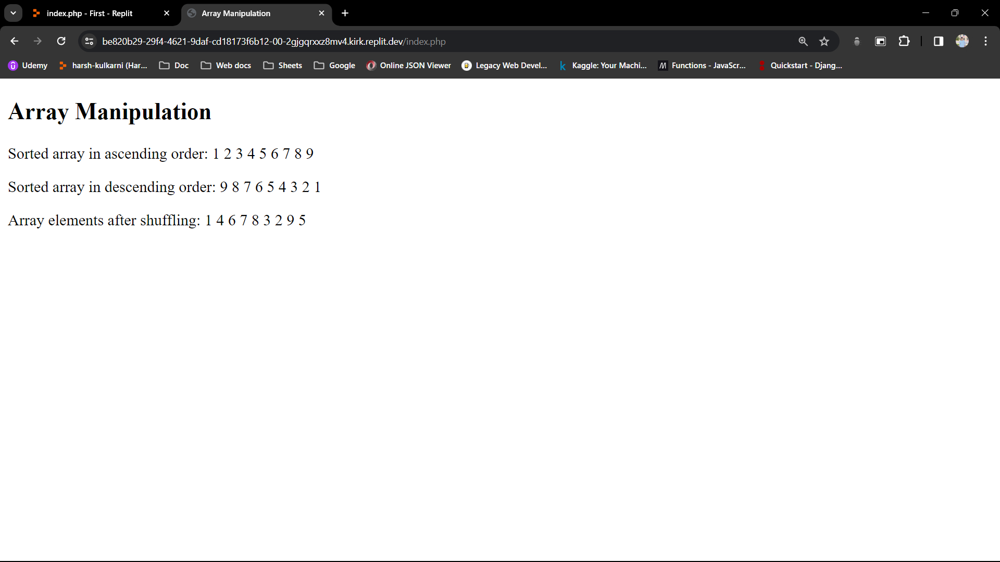 index.php - First - Replit
Array Manipulation
be820b29-29f4-4621-9daf-cd18173f6b12-00-2gjgqrxxz8mv4.kirk.replit.dev/index.php
Udemy
harsh-kulkarni (Har...
Doc
Web docs
Sheets
Google
Online JSON Viewer
Legacy Web Devel...
Kaggle: Your Machi...
Functions - JavaScr...
Quickstart - Djang...
Array Manipulation
Sorted array in ascending order: 1 2 3 4 5 6 7 8 9
Sorted array in descending order: 9 8 7 6 5 4 3 2 1
Array elements after shuffling: 1 4 6 7 8 3 2 9 5